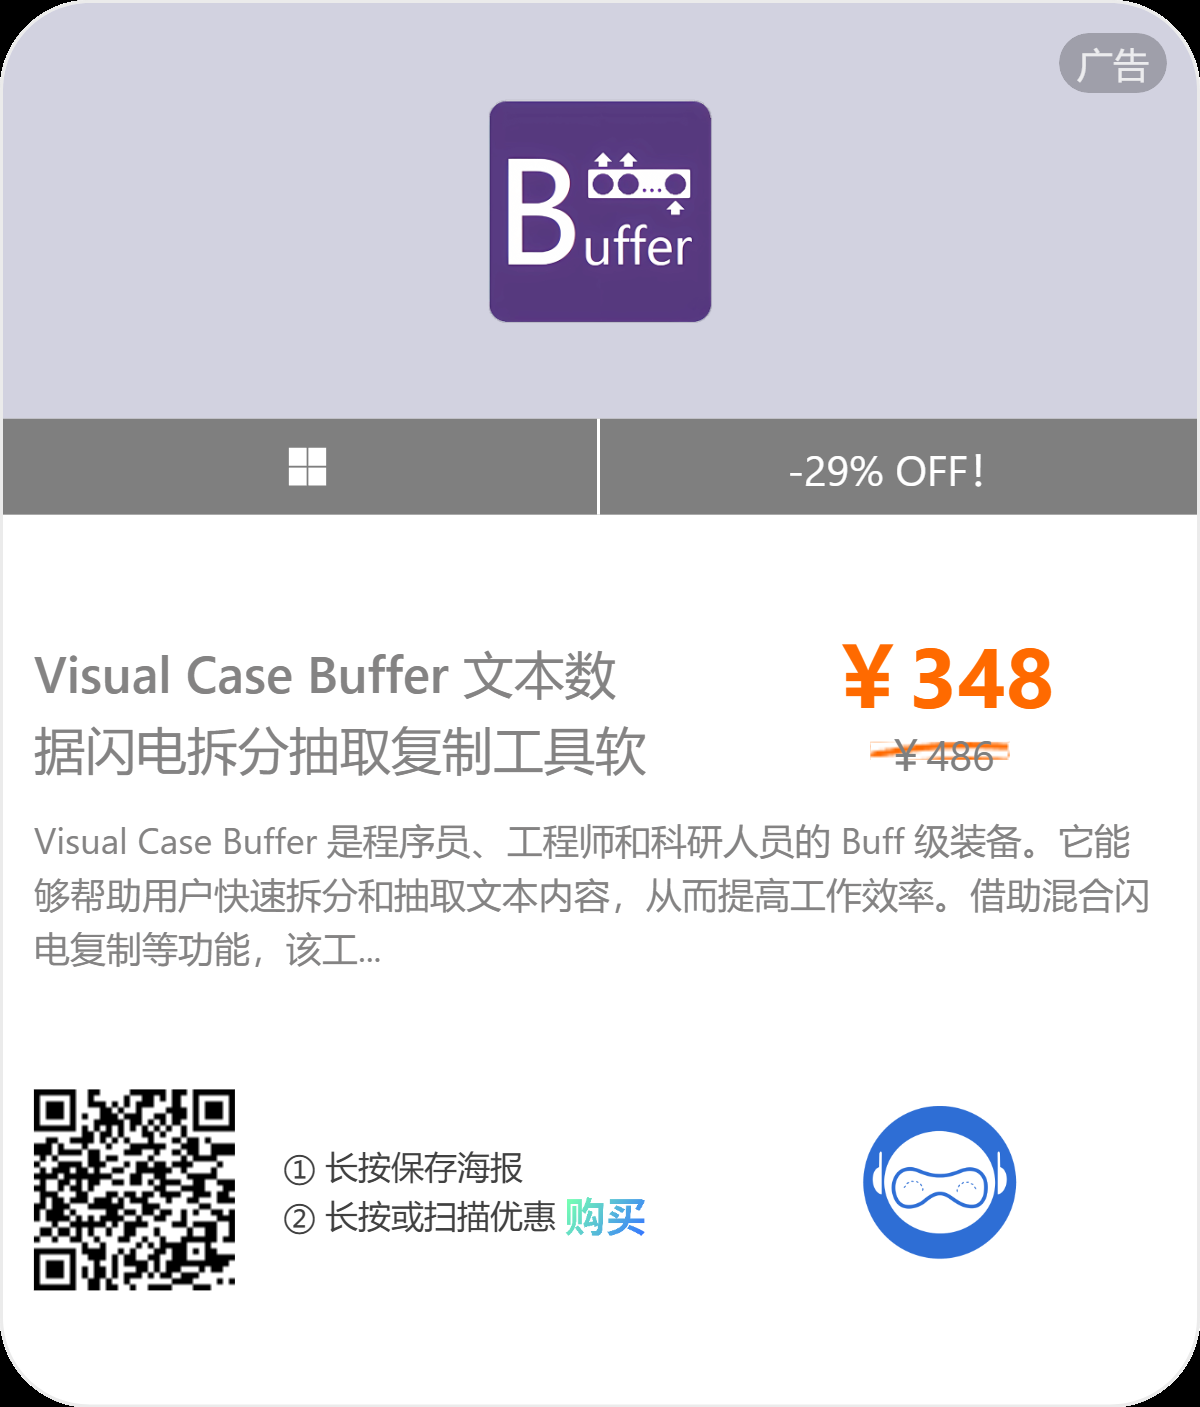 广告
Buffer
-29% OFF!
Visual Case Buffer 文本数
据闪电拆分抽取复制工具软
¥348
¥486
Visual Case Buffer 是程序员、工程师和科研人员的 Buff 级装备。它能
够帮助用户快速拆分和抽取文本内容，从而提高工作效率。借助混合闪
电复制等功能，该工...
① 长按保存海报
② 长按或扫描优惠 购买